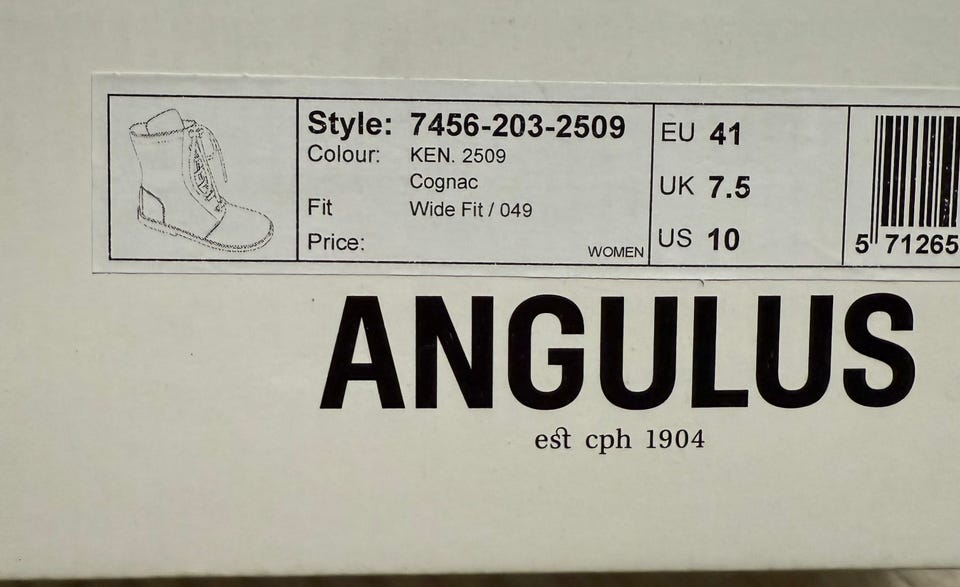 Style: 7456-203-2509
Colour: KEN. 2509
Cognac
Fit Wide Fit / 049
Price:
WOMEN
EU 41
UK 7.5
US 10
5 71265
ANGULUS
est cph 1904